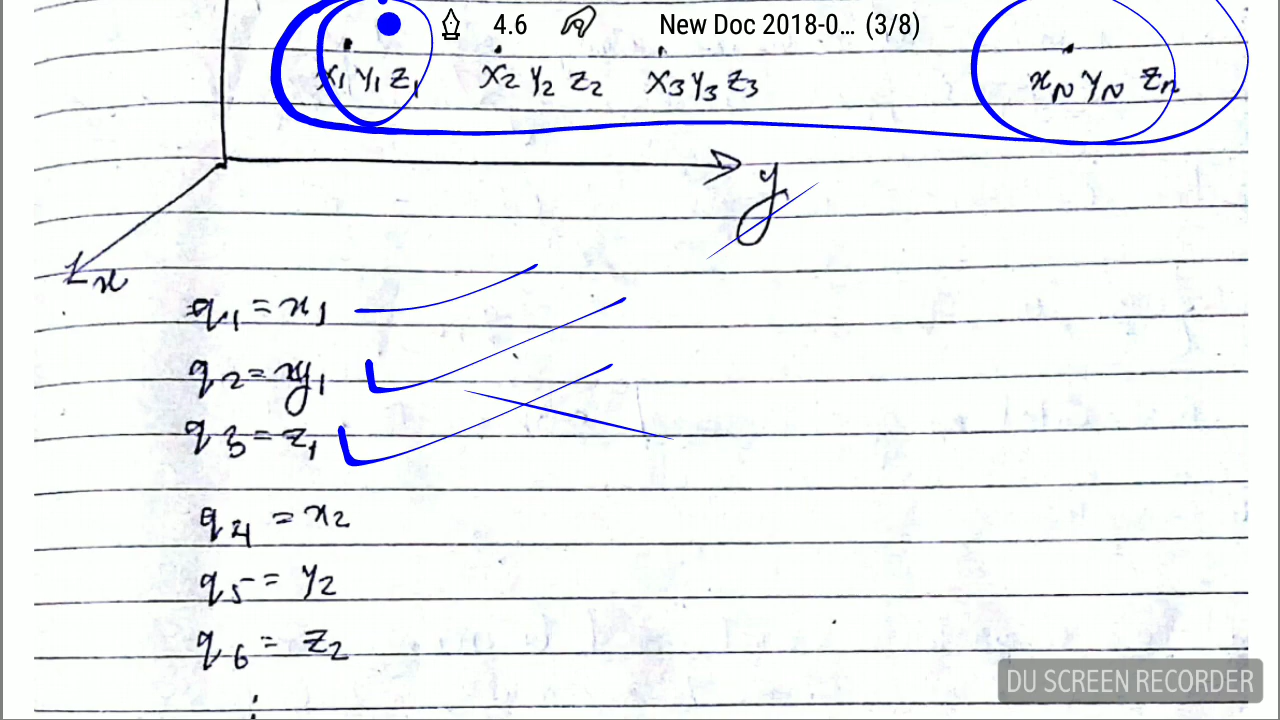 4.6 New Doc 2018-0... (3/8)
x1 y1 z1 x2 y2 z2 x3 y3 z3 xN yN zn
y
x
q1 = x1
q2 = xy1
q3 = z1
q4 = x2
q5 = y2
q6 = z2
DU SCREEN RECORDER